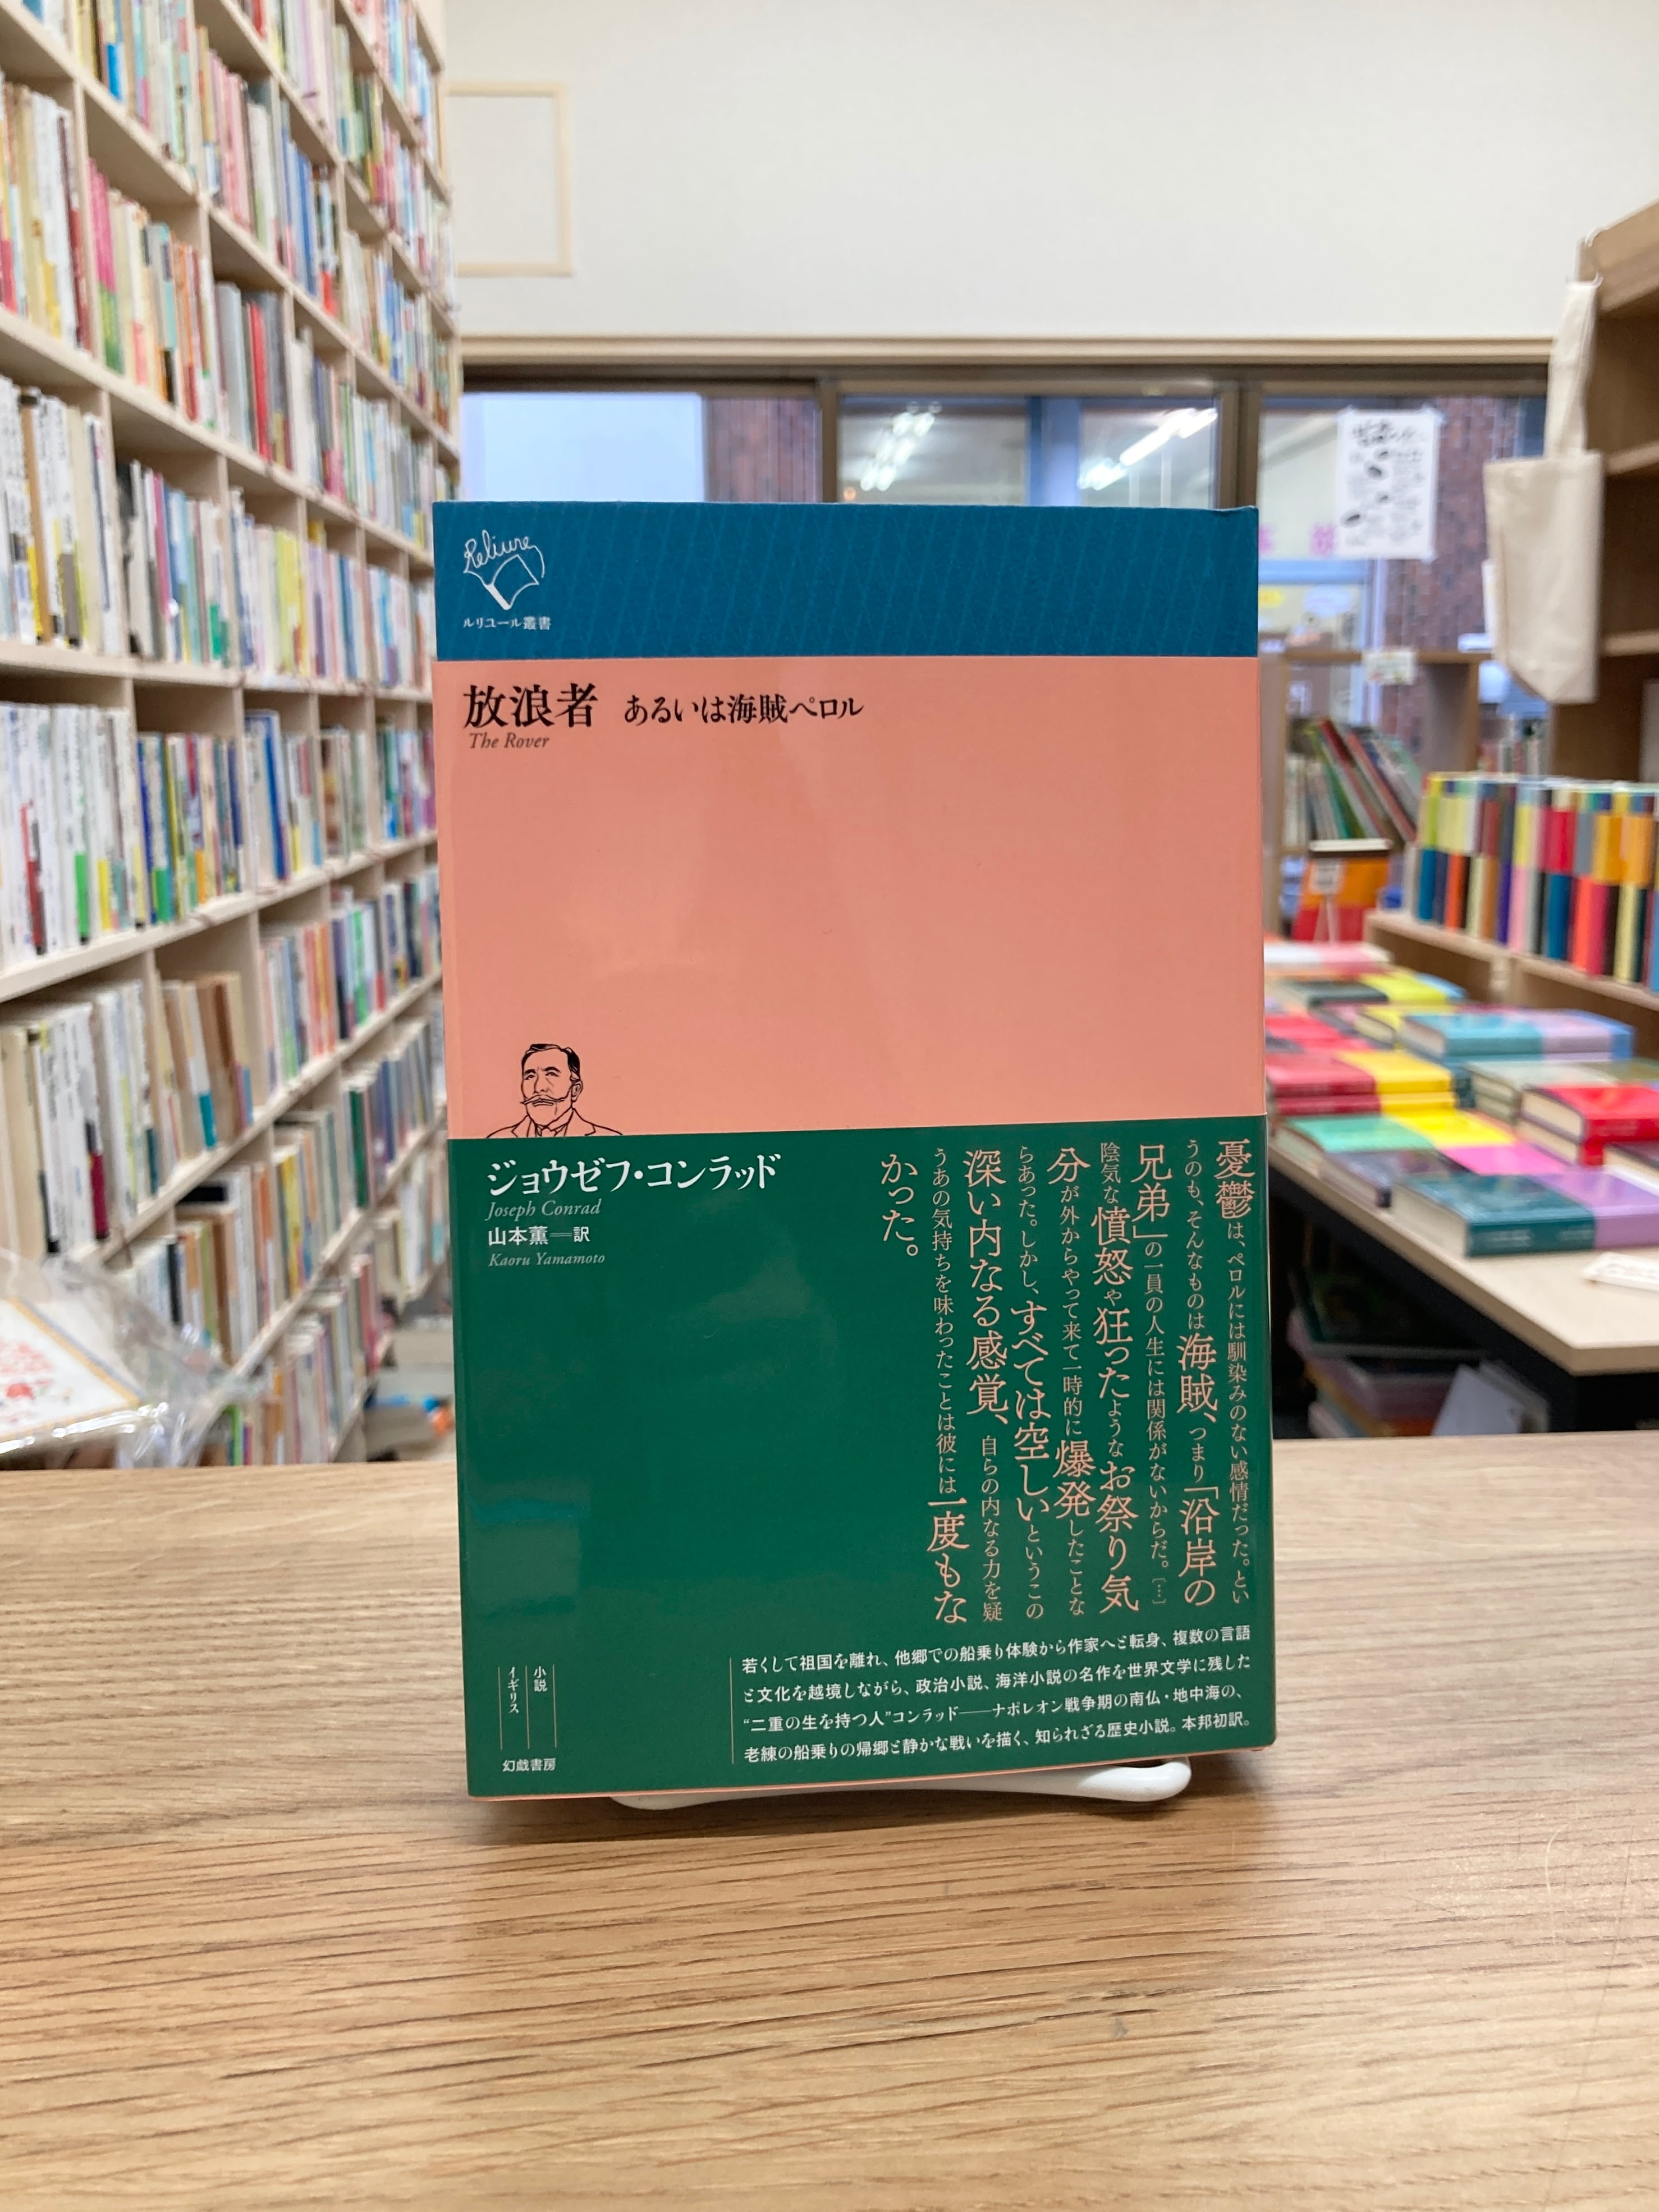 Reliure
ルリユール叢書
放浪者 あるいは海賊ペロル
The Rover
ジョウゼフ・コンラッド
Joseph Conrad
山本薫──訳
Kaoru Yamamoto
憂鬱は、ペロルには馴染みのない感情だった。とい
うのも、そんなものは海賊、つまり「沿岸の
兄弟」の一員の人生には関係がないからだ。[…]
陰気な憤怒や狂ったようなお祭り気
分が外からやって来て一時的に爆発したことな
らあった。しかし、すべては空しいというこの
深い内なる感覚、自らの内なる力を疑
うあの気持ちを味わったことは彼には一度もな
かった。
若くして祖国を離れ、他郷での船乗り体験から作家へと転身、複数の言語
と文化を越境しながら、政治小説、海洋小説の名作を世界文学に残した
“二重の生を持つ人”コンラッド──ナポレオン戦争期の南仏・地中海の、
老練の船乗りの帰郷と静かな戦いを描く、知られざる歴史小説。本邦初訳。
小説
イギリス
幻戯書房